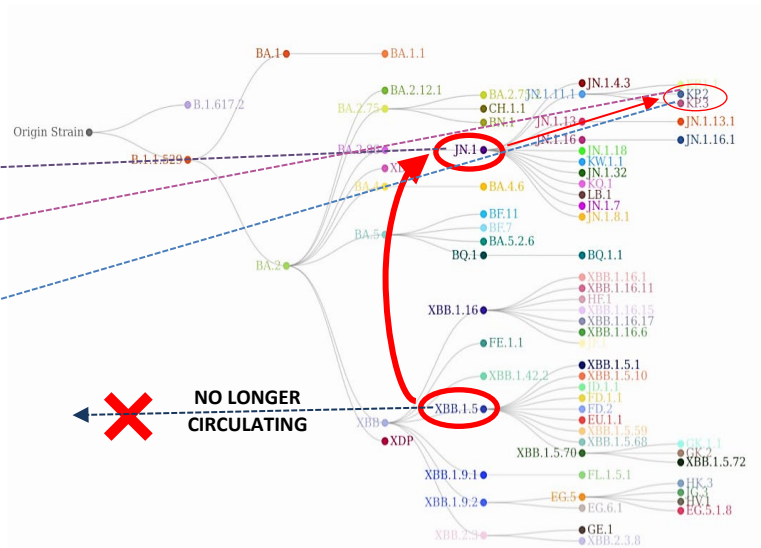 BA.1
BA.1.1
BA.2.12.1
BA.2.75
BA.2.7
CH.1.1
BN.1
B.1.617.2
Origin Strain
B.1.1.529
JN.1
JN.1.4.3
JN.1.11.1
KP.2
KP.3
JN.1.13
JN.1.13.1
JN.1.16
JN.1.16.1
JN.1.18
KW.1.1
JN.1.32
KQ.1
LB.1
JN.1.7
JN.1.8.1
BA.4.6
BA.5
BF.11
BF.7
BA.5.2.6
BQ.1
BQ.1.1
BA.2
XBB.1.16
XBB.1.16.1
XBB.1.16.11
HF.1
XBB.1.16.15
XBB.1.16.17
XBB.1.16.6
FE.1.1
XBB.1.42.2
NO LONGER
CIRCULATING
XBB.1.5
XBB.1.5.1
XBB.1.5.10
JD.1.1
FD.1.1
FD.2
EU.1.1
XBB.1.5.59
XBB.1.5.68
XBB.1.5.70
GK.1.1
GK.2
XBB.1.5.72
XBB
XDP
XBB.1.9.1
FL.1.5.1
XBB.1.9.2
EG.5
HK.3
HV.1
EG.5.1.8
EG.6.1
XBB.2.3
GE.1
XBB.2.3.8